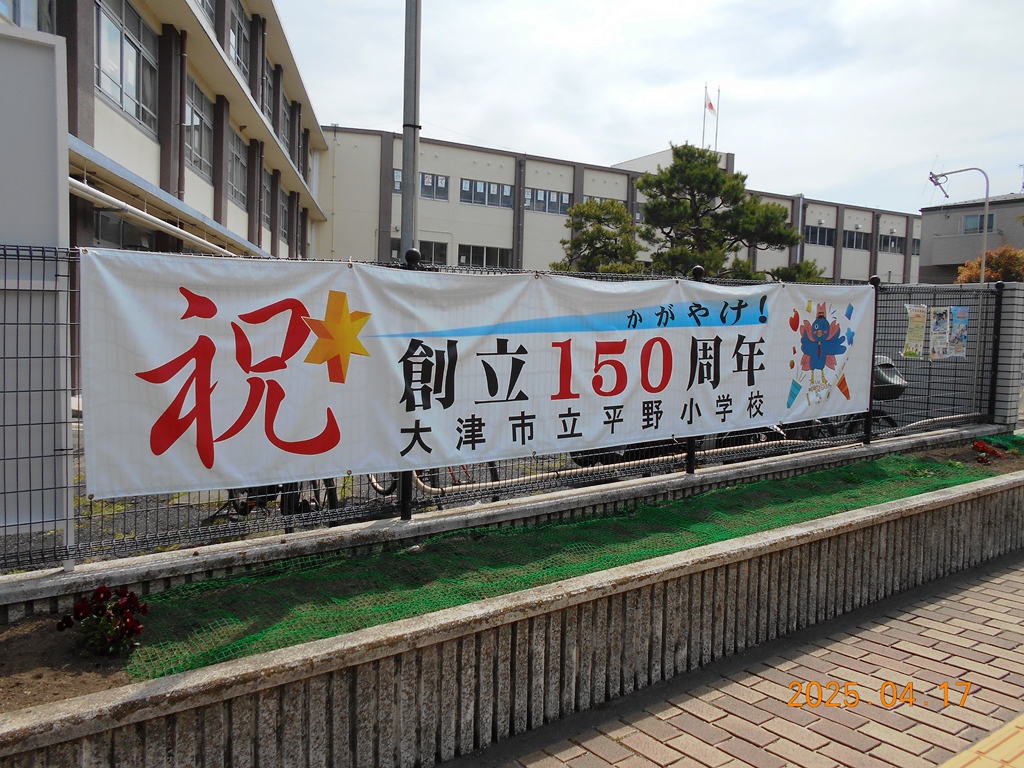 祝
かがやけ!
創立150周年
大津市立平野小学校
2025.04.17